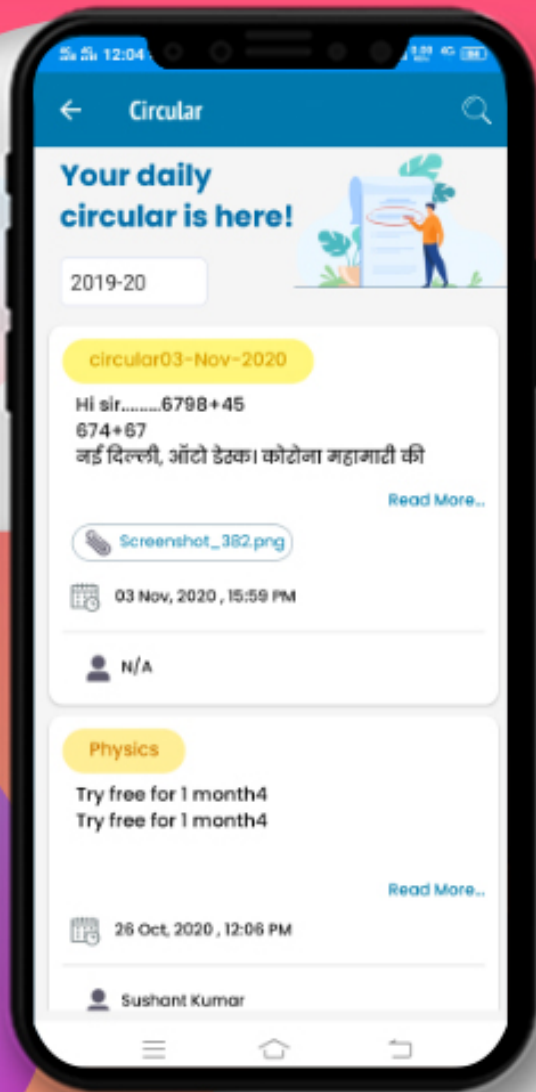 12:04
Circular
Your daily
circular is here!
2019-20
circular03-Nov-2020
Hi sir.........6798+45
674+67
नई दिल्ली, ऑटो डेस्क। कोरोना महामारी की
Read More...
Screenshot_382.png
03 Nov, 2020 , 15:59 PM
N/A
Physics
Try free for 1 month4
Try free for 1 month4
Read More...
26 Oct, 2020 , 12:06 PM
Sushant Kumar